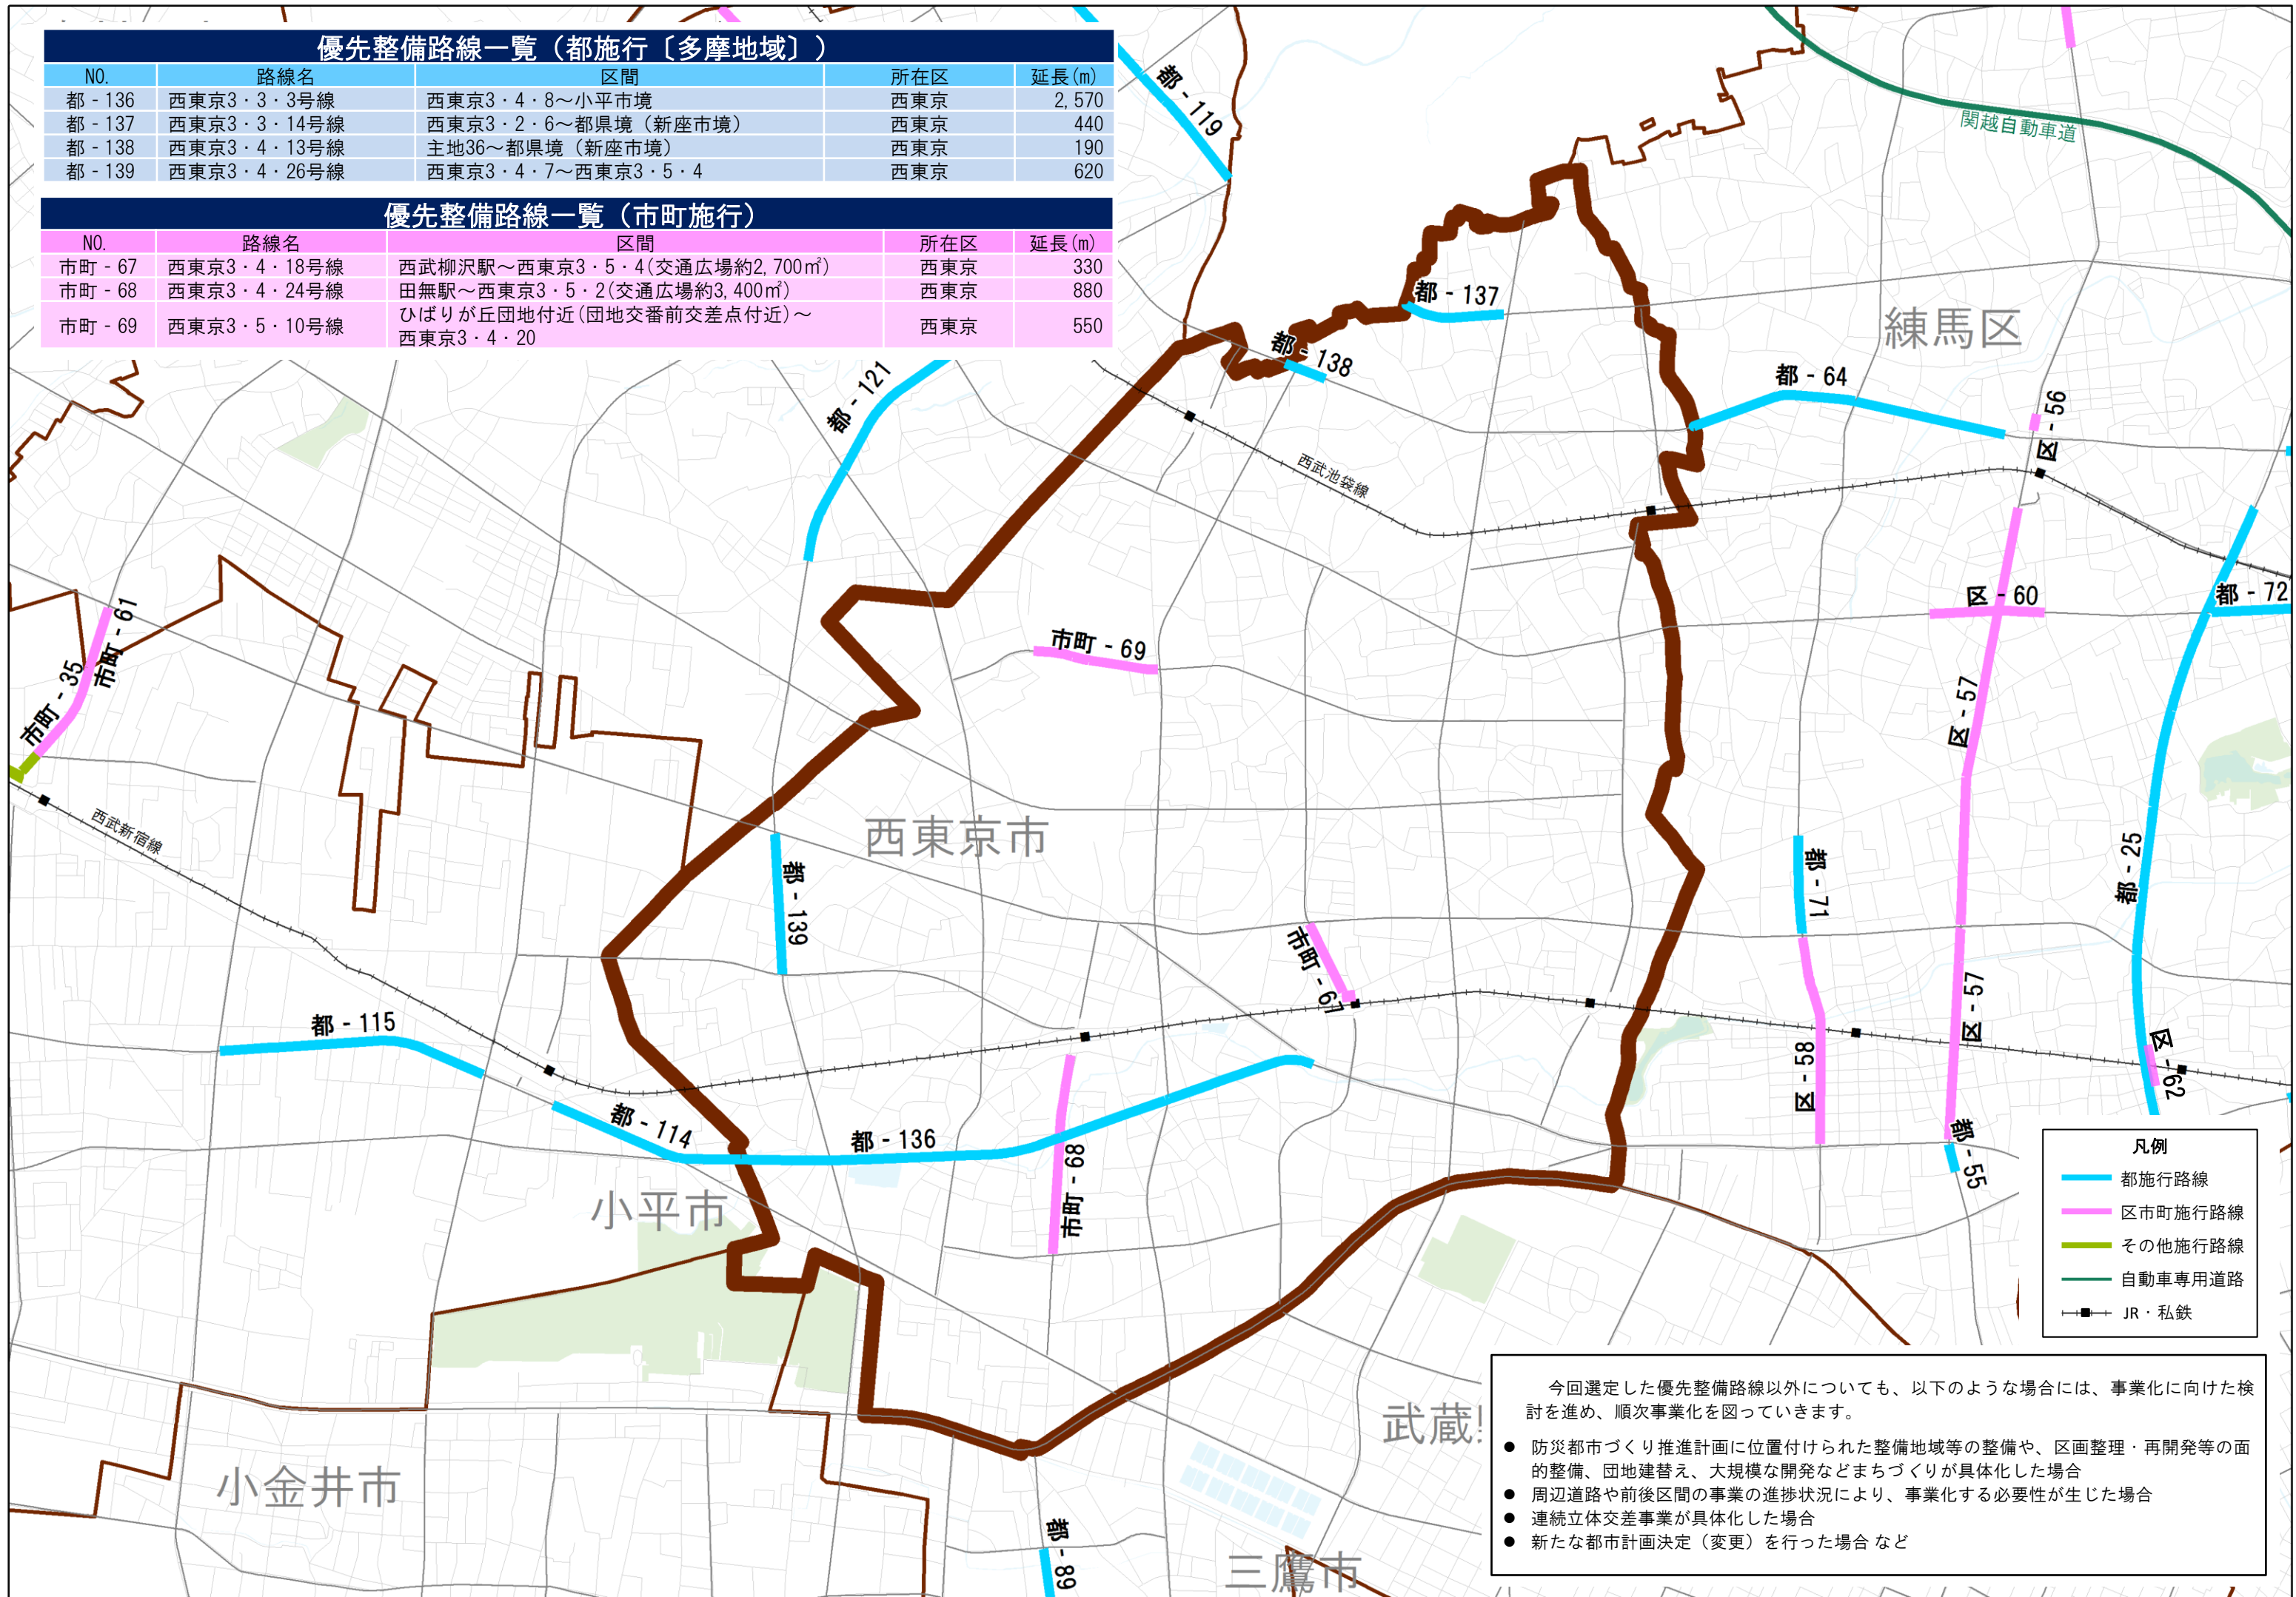 優先整備路線一覧（都施行〔多摩地域〕）
NO. 路線名 区間 所在区 延長(m)
都 - 136 西東京3・3・3号線 西東京3・4・8～小平市境 西東京 2,570
都 - 137 西東京3・3・14号線 西東京3・2・6～都県境（新座市境） 西東京 440
都 - 138 西東京3・4・13号線 主地36～都県境（新座市境） 西東京 190
都 - 139 西東京3・4・26号線 西東京3・4・7～西東京3・5・4 西東京 620
優先整備路線一覧（市町施行）
NO. 路線名 区間 所在区 延長(m)
市町 - 67 西東京3・4・18号線 西武柳沢駅～西東京3・5・4(交通広場約2,700㎡) 西東京 330
市町 - 68 西東京3・4・24号線 田無駅～西東京3・5・2(交通広場約3,400㎡) 西東京 880
市町 - 69 西東京3・5・10号線 ひばりが丘団地付近(団地交番前交差点付近)～
西東京3・4・20 西東京 550
都 - 119
関越自動車道
都 - 137
練馬区
都 - 138
都 - 121
都 - 64
区 - 56
西武池袋線
区 - 60
都 - 72
市町 - 61
市町 - 35
市町 - 69
区 - 57
西武新宿線
西東京市
都 - 139
都 - 71
都 - 25
市町 - 67
区 - 57
都 - 115
区 - 58
区 - 62
都 - 114
都 - 136
市町 - 68
都 - 55
小平市
凡例
都施行路線
区市町施行路線
その他施行路線
自動車専用道路
JR・私鉄
武蔵
小金井市
三鷹市
都 - 89
今回選定した優先整備路線以外についても、以下のような場合には、事業化に向けた検
討を進め、順次事業化を図っていきます。
● 防災都市づくり推進計画に位置付けられた整備地域等の整備や、区画整理・再開発等の面
的整備、団地建替え、大規模な開発などまちづくりが具体化した場合
● 周辺道路や前後区間の事業の進捗状況により、事業化する必要性が生じた場合
● 連続立体交差事業が具体化した場合
● 新たな都市計画決定（変更）を行った場合 など